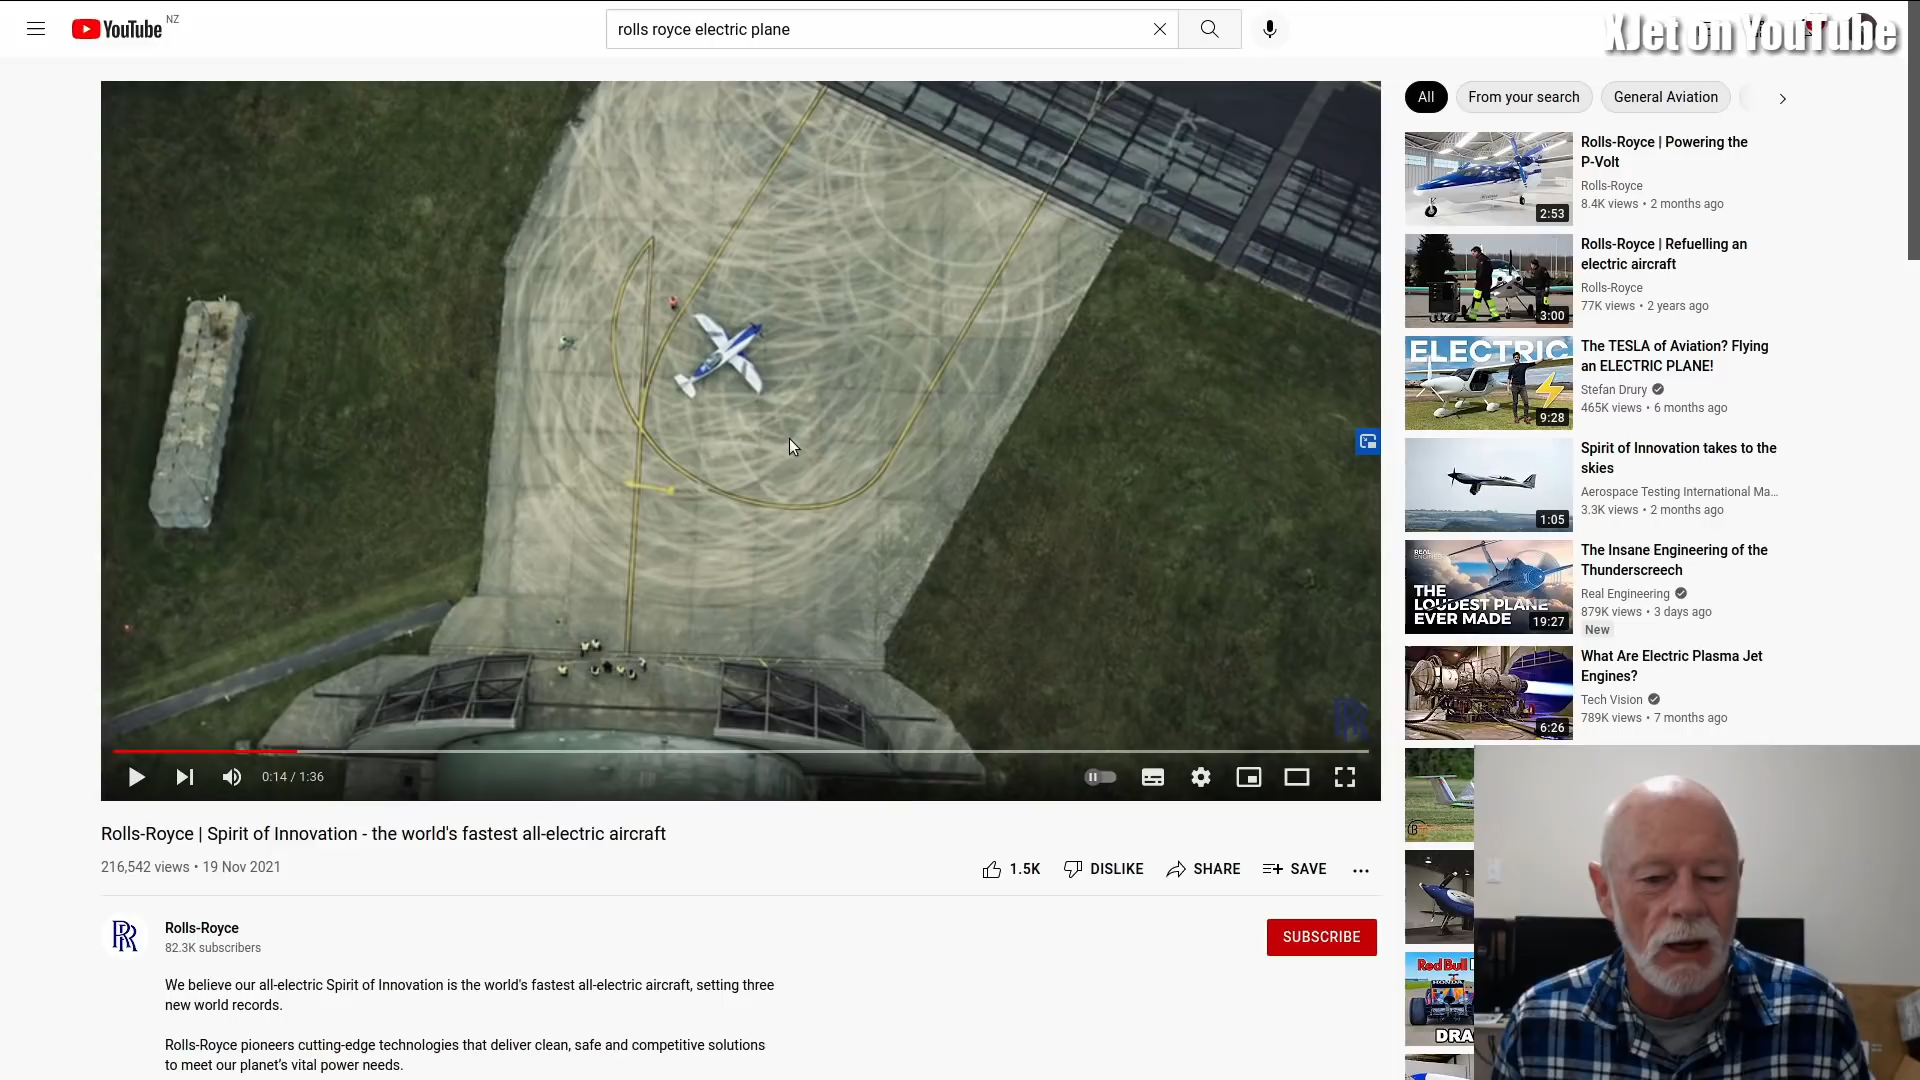 YouTube NZ
rolls royce electric plane
XJet on YouTube
All
From your search
General Aviation
Rolls-Royce | Powering the
P-Volt
Rolls-Royce
8.4K views • 2 months ago
2:53
Rolls-Royce | Refuelling an
electric aircraft
Rolls-Royce
77K views • 2 years ago
3:00
ELECTRIC
The TESLA of Aviation? Flying
an ELECTRIC PLANE!
Stefan Drury
465K views • 6 months ago
9:28
Spirit of Innovation takes to the
skies
Aerospace Testing International Ma...
3.3K views • 2 months ago
1:05
REAL
ENGINEERING
THE
LOUDEST PLANE
EVER MADE
19:27
The Insane Engineering of the
Thunderscreech
Real Engineering
879K views • 3 days ago
New
What Are Electric Plasma Jet
Engines?
Tech Vision
789K views • 7 months ago
6:26
Red Bull
HONDA
DRA
RR
0:14 / 1:36
Rolls-Royce | Spirit of Innovation - the world's fastest all-electric aircraft
216,542 views • 19 Nov 2021
1.5K
DISLIKE
SHARE
SAVE
RR
Rolls-Royce
82.3K subscribers
SUBSCRIBE
We believe our all-electric Spirit of Innovation is the world's fastest all-electric aircraft, setting three
new world records.
Rolls-Royce pioneers cutting-edge technologies that deliver clean, safe and competitive solutions
to meet our planet's vital power needs.